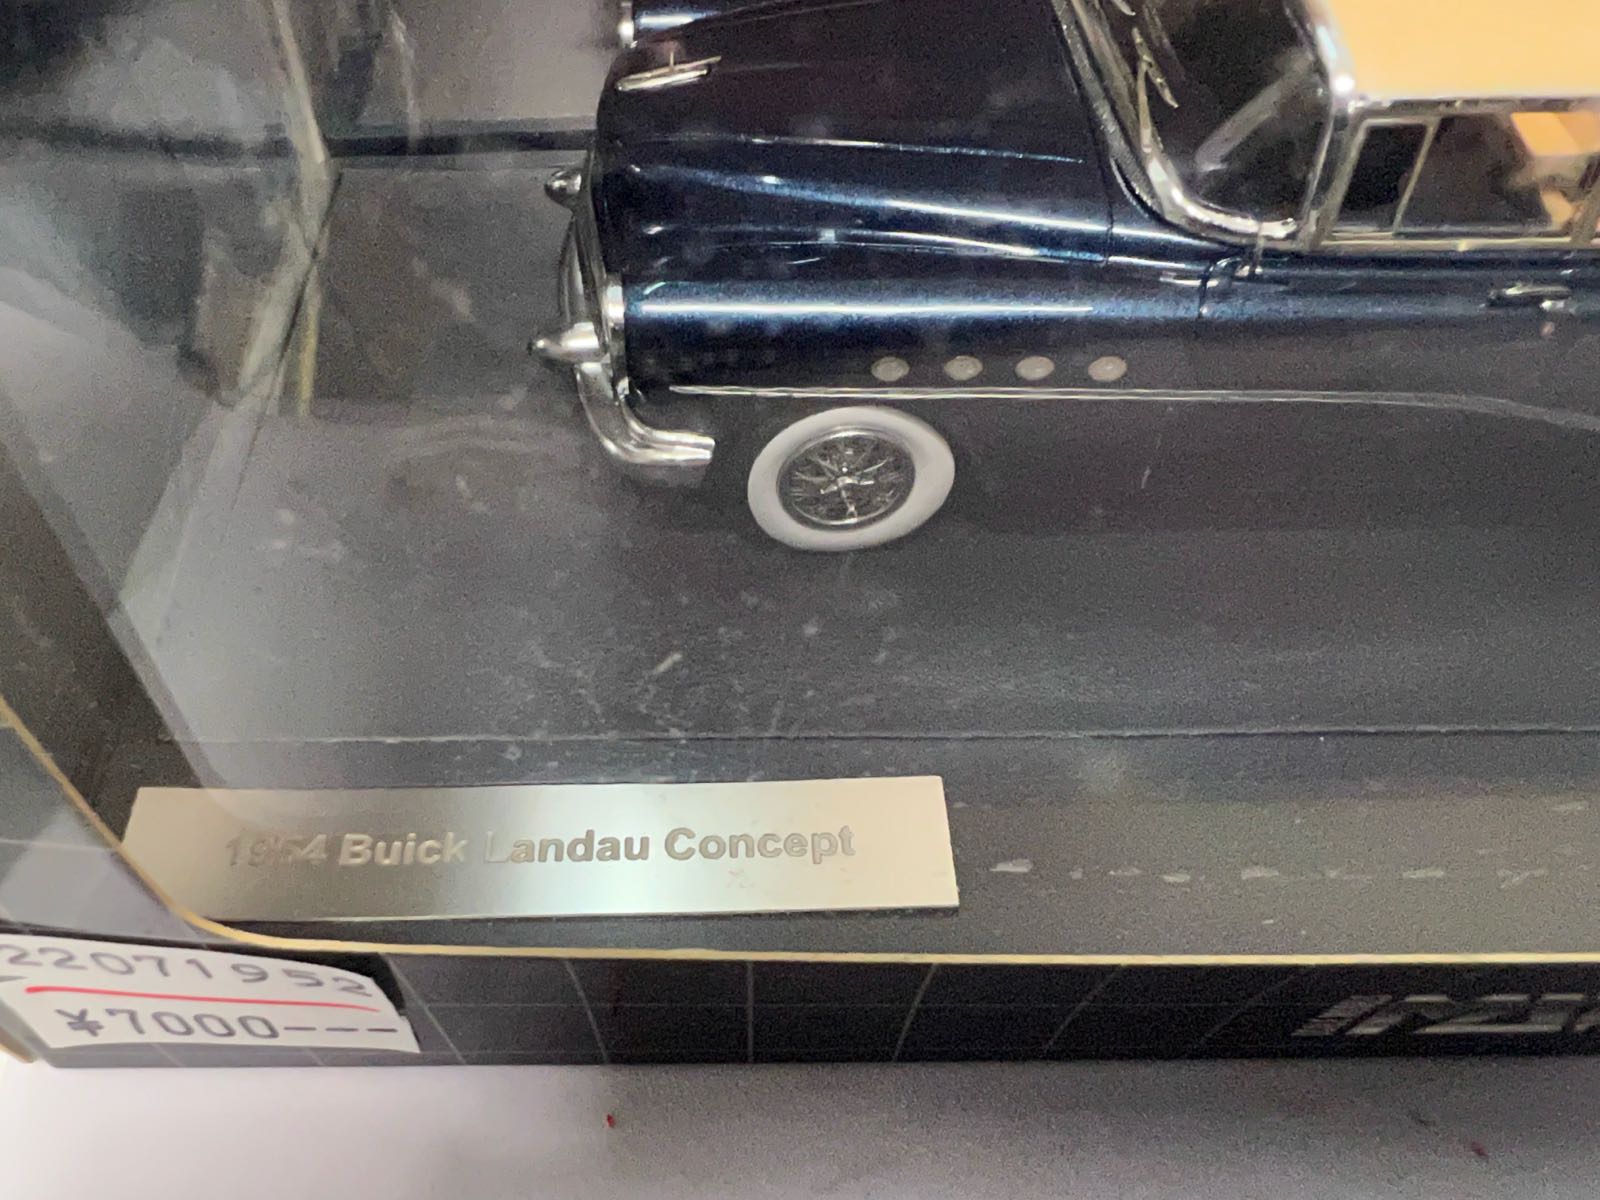 1954 Buick Landau Concept
22071952
¥7000---